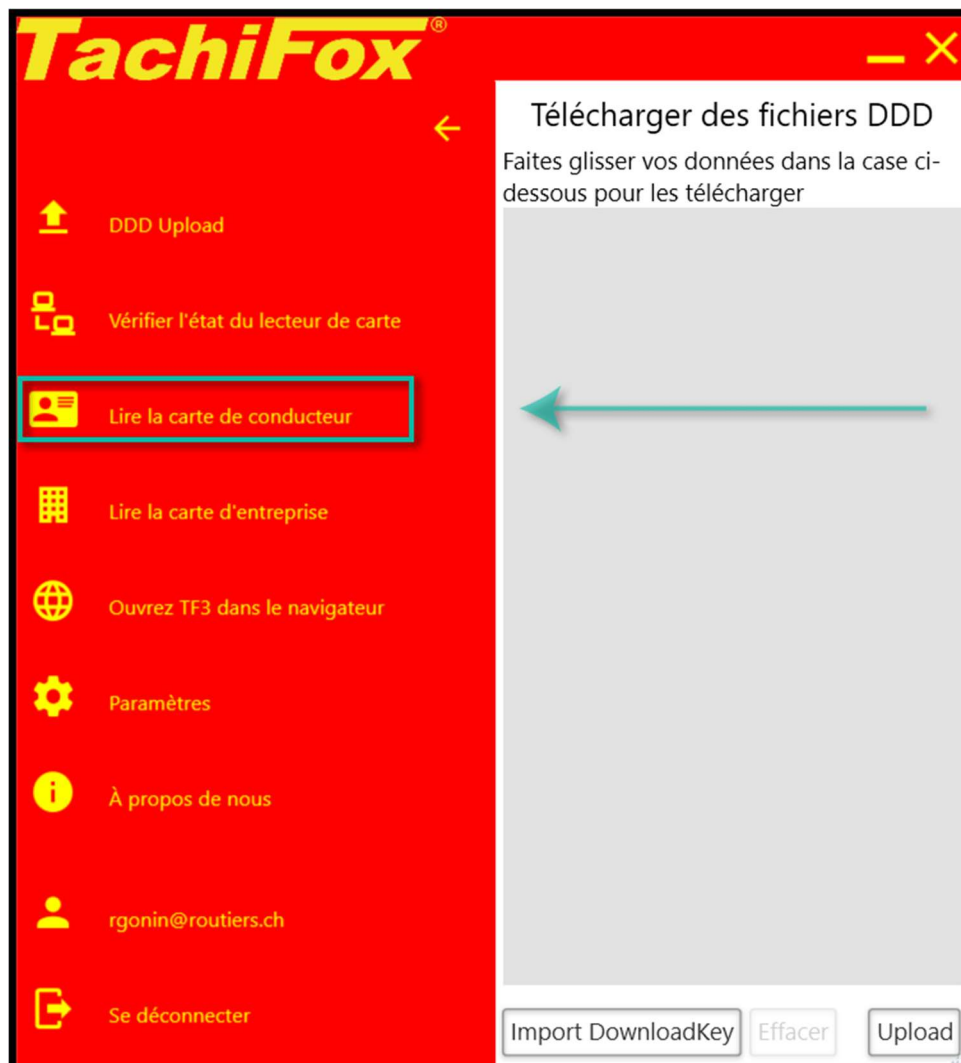 TachiFox®
DDD Upload
Vérifier l'état du lecteur de carte
Lire la carte de conducteur
Lire la carte d'entreprise
Ouvrez TF3 dans le navigateur
Paramètres
À propos de nous
rgonin@routiers.ch
Se déconnecter
Télécharger des fichiers DDD
Faites glisser vos données dans la case ci-
dessous pour les télécharger
Import DownloadKey
Effacer
Upload